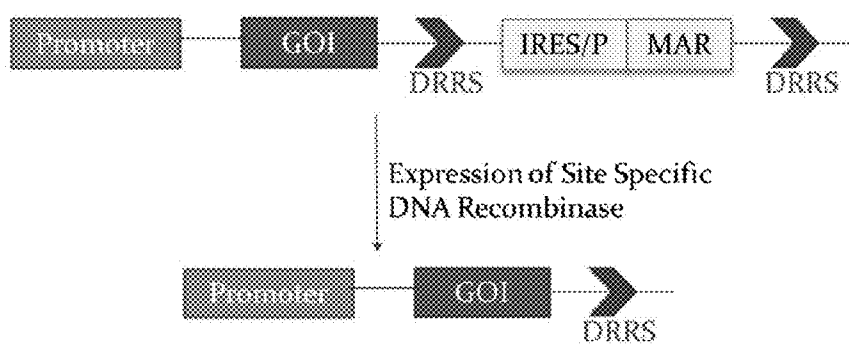 Promoter GOI IRES/P MAR
DRRS DRRS
Expression of Site Specific
DNA Recombinase
Promoter GOI
DRRS